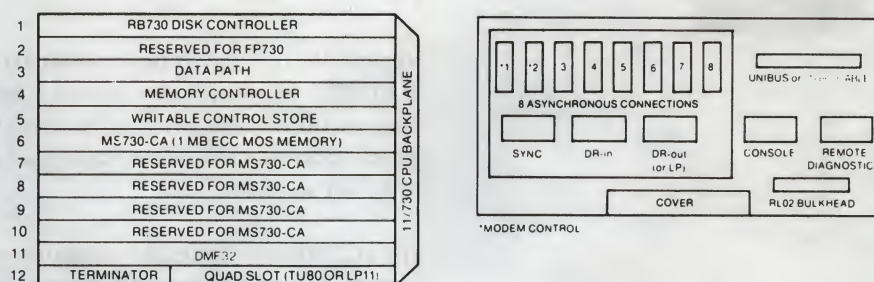 1 RB730 DISK CONTROLLER
2 RESERVED FOR FP730
3 DATA PATH
4 MEMORY CONTROLLER
5 WRITABLE CONTROL STORE
6 MS730-CA (1 MB ECC MOS MEMORY)
7 RESERVED FOR MS730-CA
8 RESERVED FOR MS730-CA
9 RESERVED FOR MS730-CA
10 RESERVED FOR MS730-CA
11 DMF32
12 TERMINATOR QUAD SLOT (TU80 OR LP11)
11/730 CPU BACKPLANE
*1 *2 3 4 5 6 7 8
8 ASYNCHRONOUS CONNECTIONS
UNIBUS or
SYNC DR-in DR-out
(or LP)
CONSOLE REMOTE
DIAGNOSTIC
COVER RL02 BULKHEAD
*MODEM CONTROL